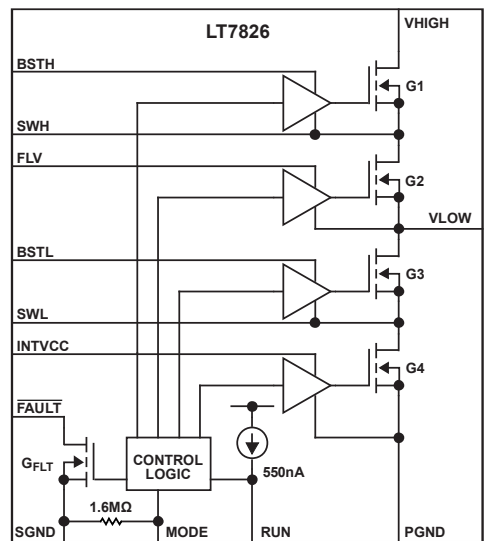 LT7826
VHIGH
BSTH
G1
SWH
FLV
G2
VLOW
BSTL
G3
SWL
INTVCC
G4
FAULT
GFLT
CONTROL
LOGIC
550nA
1.6MΩ
SGND
MODE
RUN
PGND